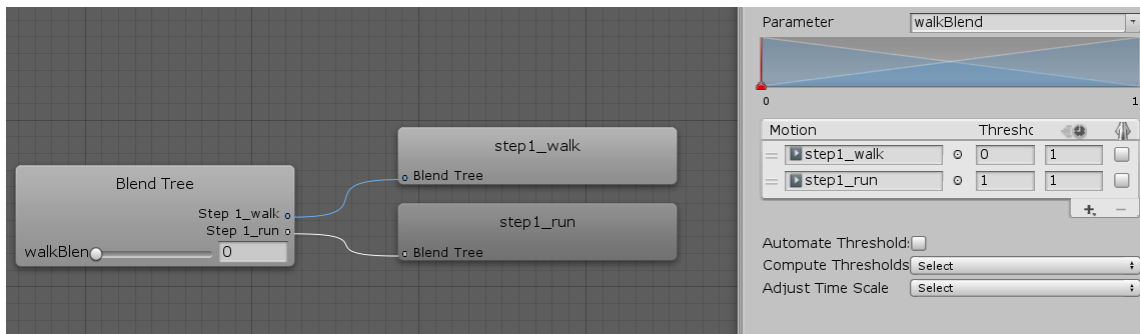 Blend Tree
Step 1_walk
Step 1_run
walkBlen
0
step1_walk
Blend Tree
step1_run
Blend Tree
Parameter walkBlend
0 1
Motion Thresho
step1_walk 0 1
step1_run 1 1
+ −
Automate Threshold:
Compute Thresholds Select
Adjust Time Scale Select